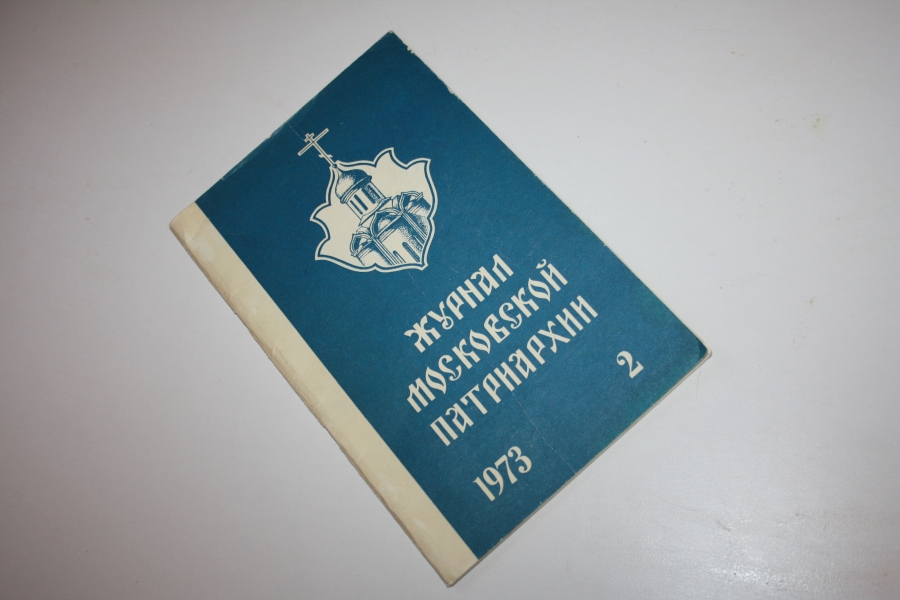 ЖУРНАЛ
МОСКОВСКОЙ
ПАТРИАРХИИ
1973 2